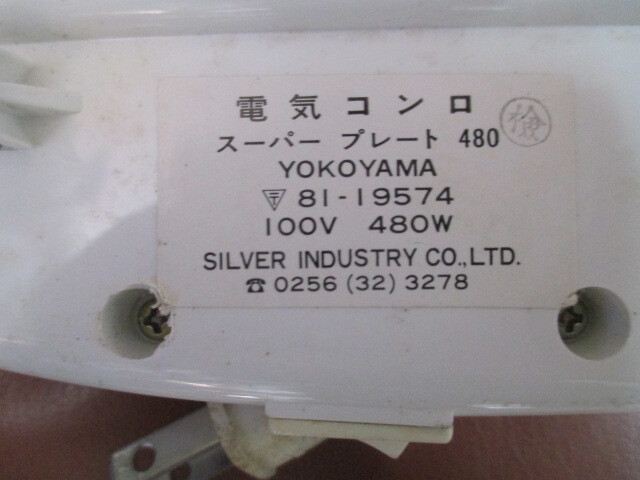 電気コンロ
検
スーパー プレート 480
YOKOYAMA
〒 81-19574
100V 480W
SILVER INDUSTRY CO.,LTD.
☎ 0256 (32) 3278